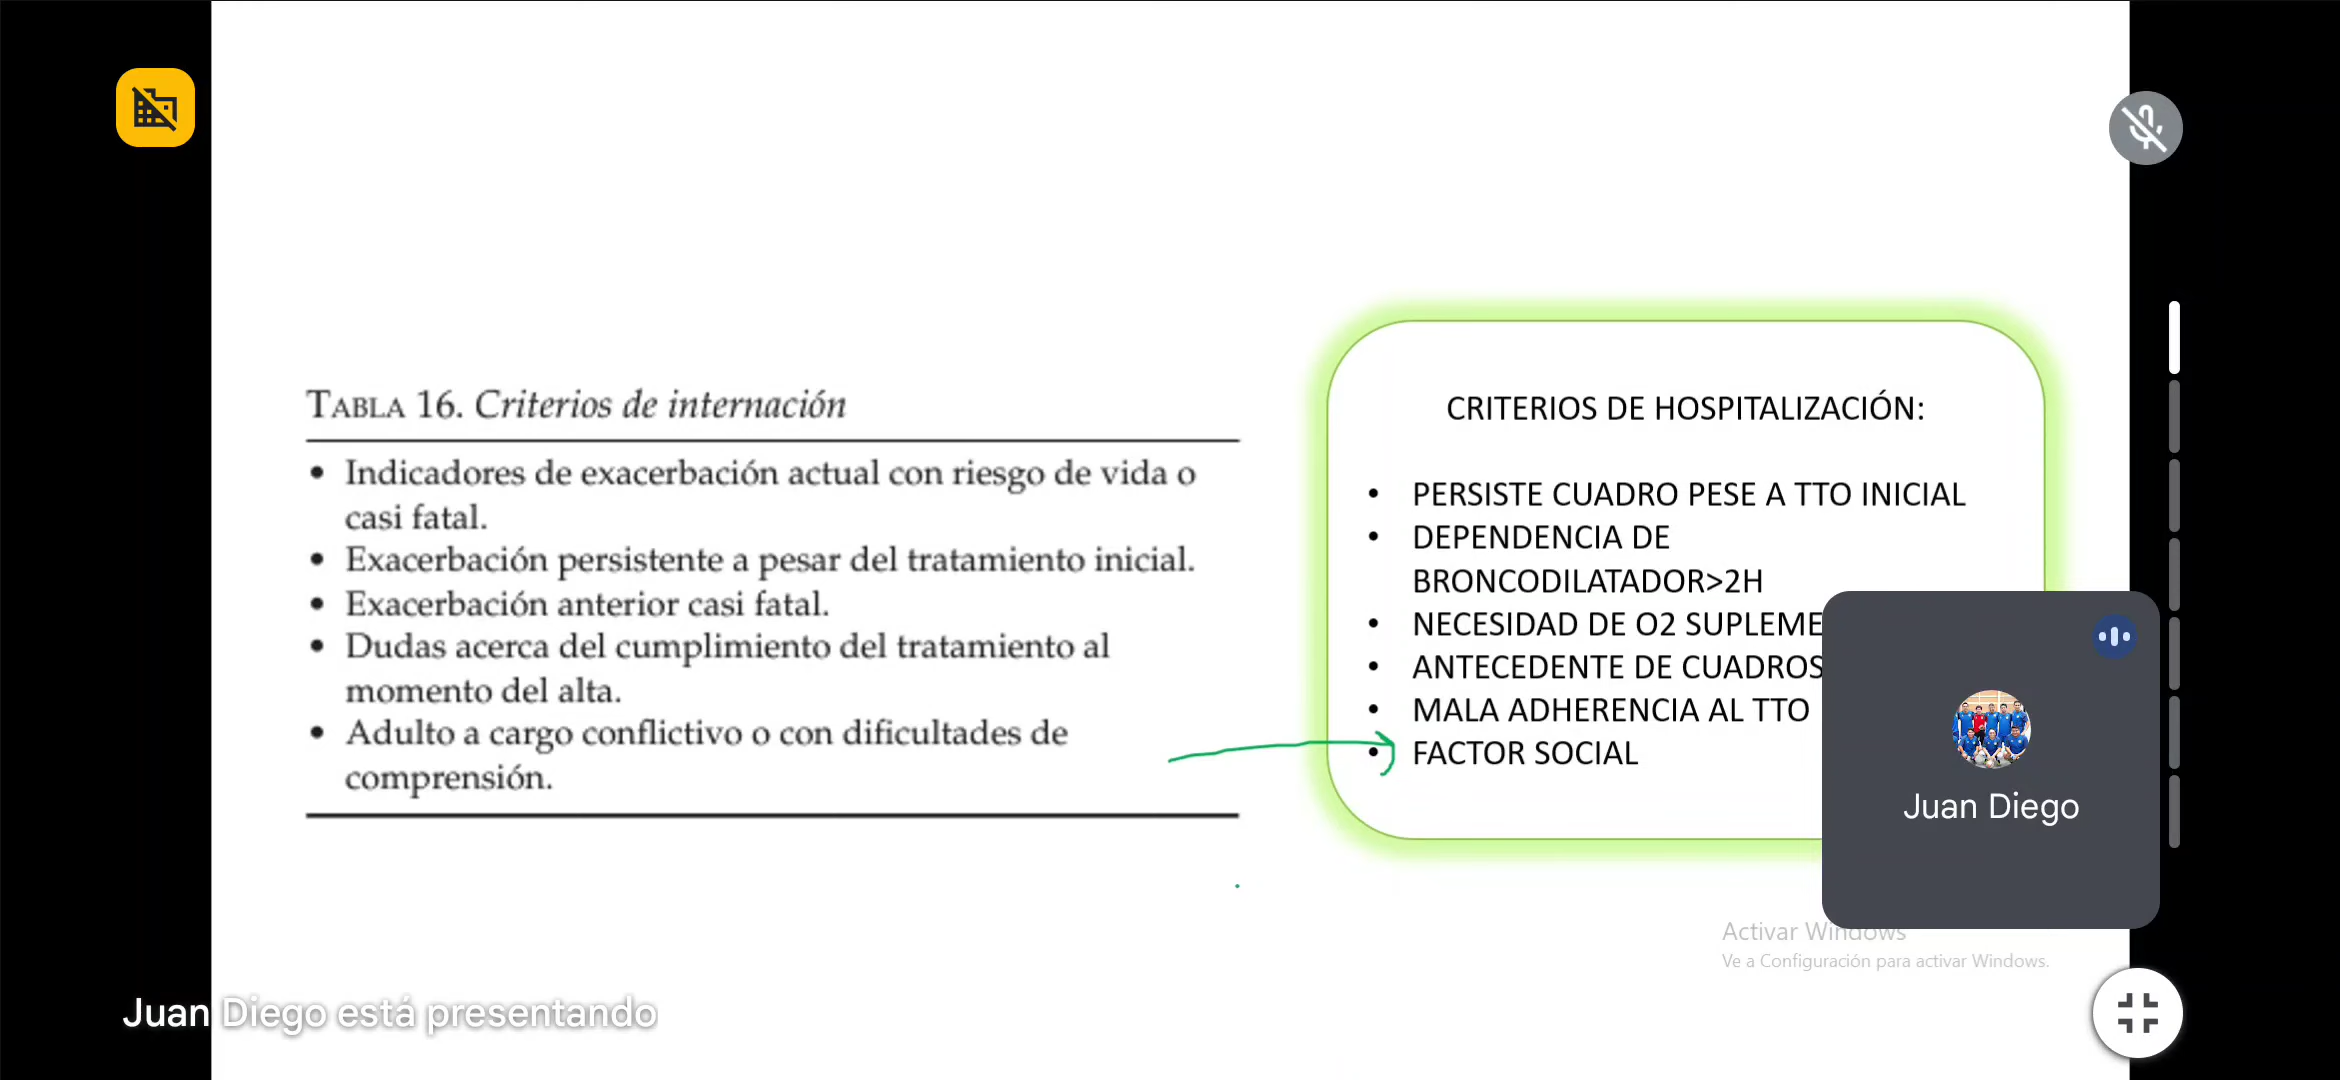 TABLA 16. Criterios de internación
• Indicadores de exacerbación actual con riesgo de vida o
casi fatal.
• Exacerbación persistente a pesar del tratamiento inicial.
• Exacerbación anterior casi fatal.
• Dudas acerca del cumplimiento del tratamiento al
momento del alta.
• Adulto a cargo conflictivo o con dificultades de
comprensión.
CRITERIOS DE HOSPITALIZACIÓN:
• PERSISTE CUADRO PESE A TTO INICIAL
• DEPENDENCIA DE
BRONCODILATADOR>2H
• NECESIDAD DE O2 SUPLEME
• ANTECEDENTE DE CUADROS
• MALA ADHERENCIA AL TTO
• FACTOR SOCIAL
Juan Diego
Activar Windows
Ve a Configuración para activar Windows.
Juan Diego está presentando